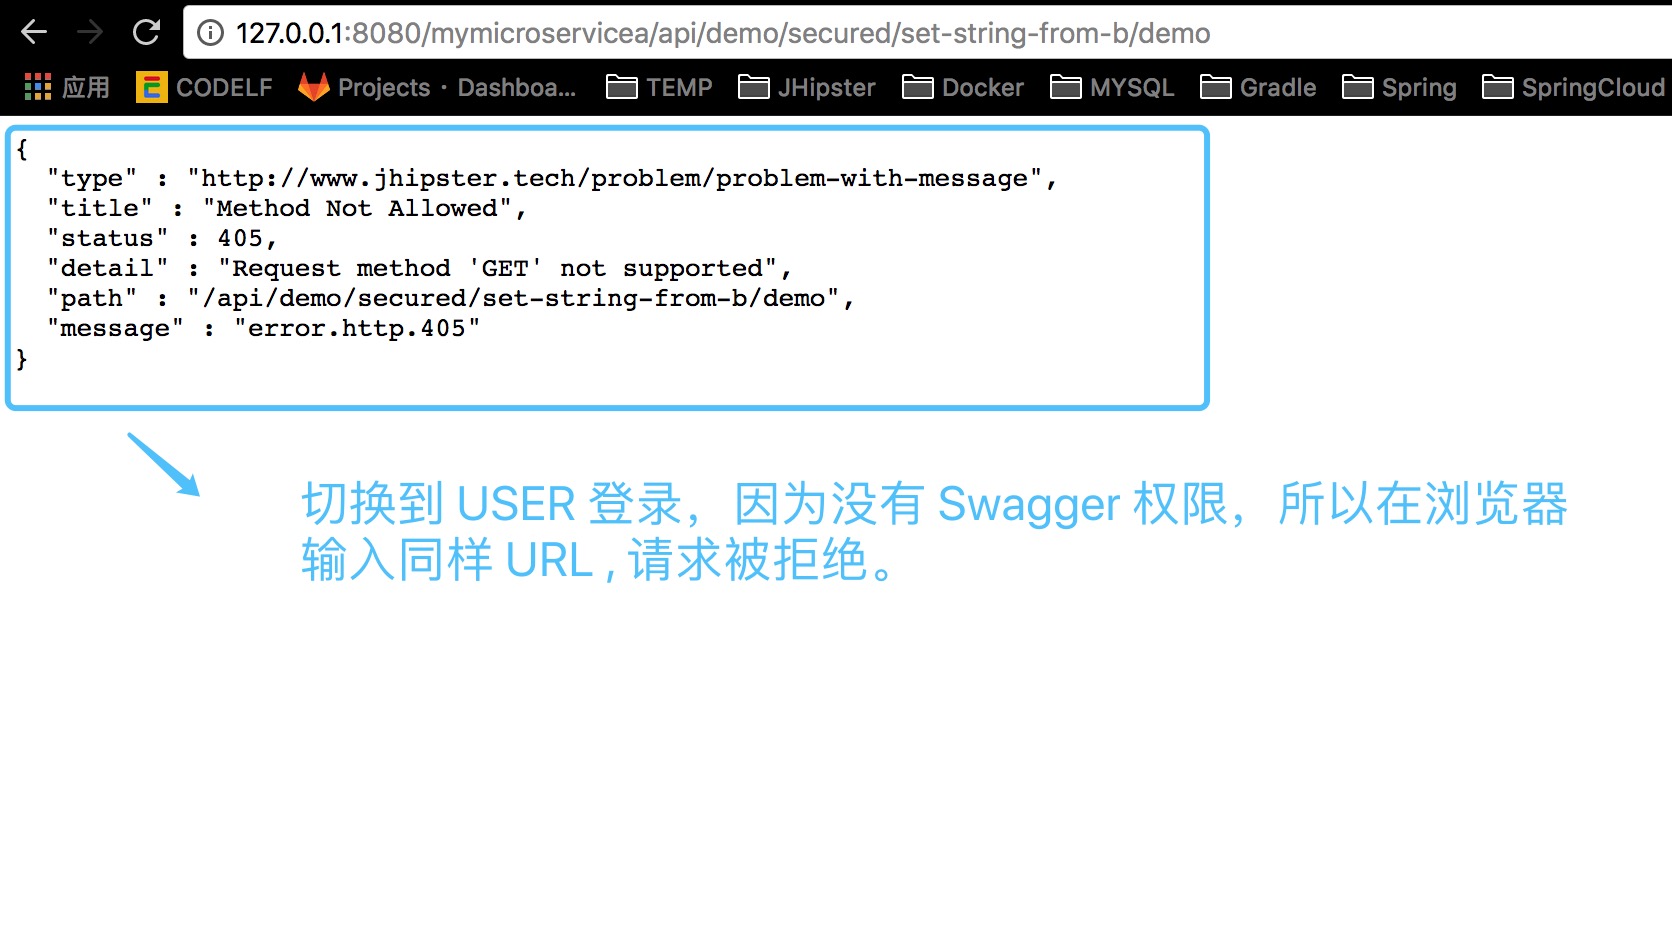 127.0.0.1:8080/mymicroservicea/api/demo/secured/set-string-from-b/demo
应用 CODELF Projects · Dashboa... TEMP JHipster Docker MYSQL Gradle Spring SpringCloud
{
"type" : "http://www.jhipster.tech/problem/problem-with-message",
"title" : "Method Not Allowed",
"status" : 405,
"detail" : "Request method 'GET' not supported",
"path" : "/api/demo/secured/set-string-from-b/demo",
"message" : "error.http.405"
}
切换到 USER 登录，因为没有 Swagger 权限，所以在浏览器
输入同样 URL , 请求被拒绝。